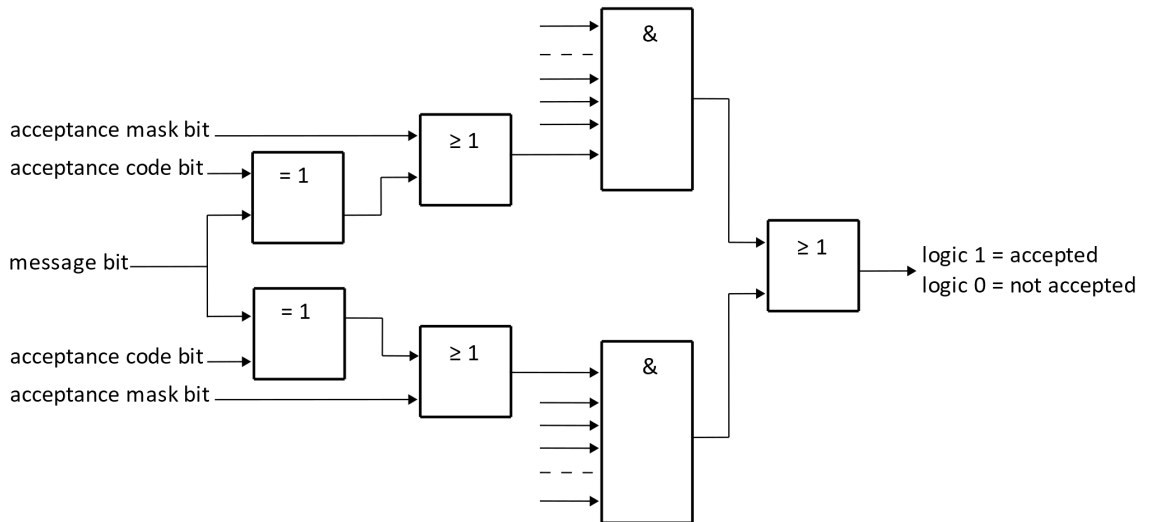 &
acceptance mask bit
≥ 1
acceptance code bit
= 1
≥ 1
logic 1 = accepted
message bit
logic 0 = not accepted
= 1
acceptance code bit
≥ 1
&
acceptance mask bit